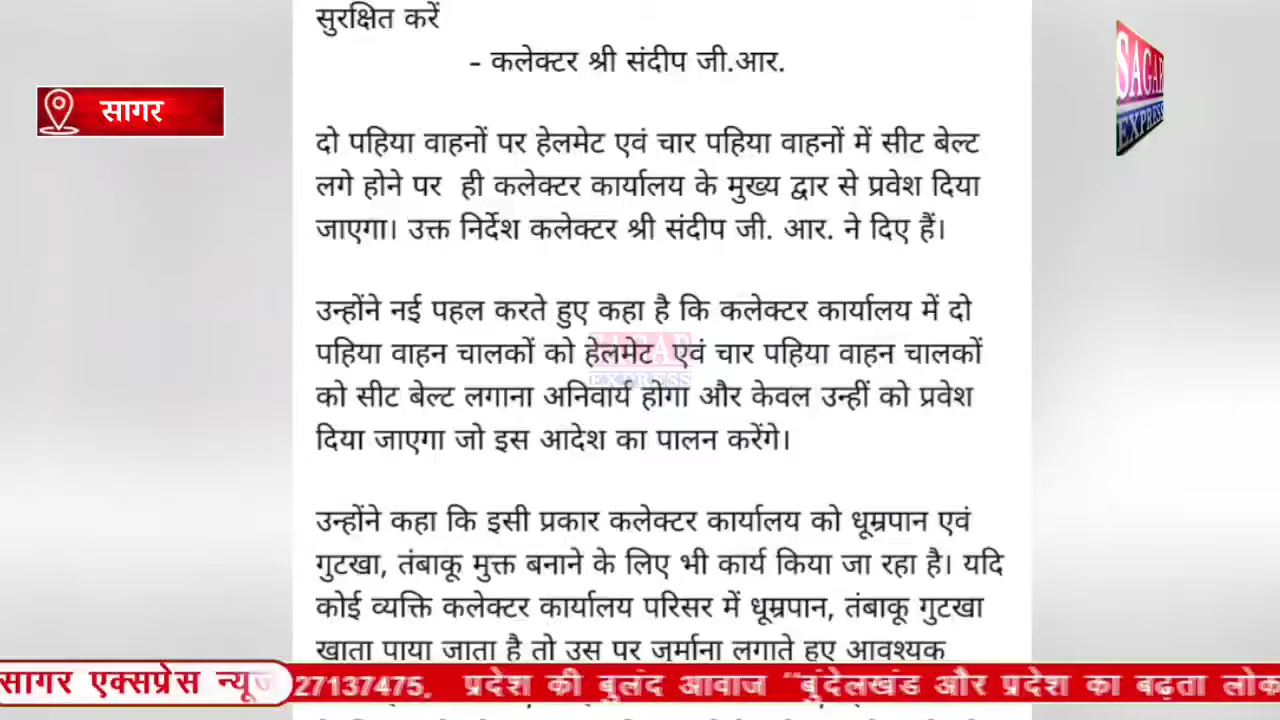 सुरक्षित करें
- कलेक्टर श्री संदीप जी.आर.
सागर
SAGAR
EXPRESS
दो पहिया वाहनों पर हेलमेट एवं चार पहिया वाहनों में सीट बेल्ट
लगे होने पर ही कलेक्टर कार्यालय के मुख्य द्वार से प्रवेश दिया
जाएगा। उक्त निर्देश कलेक्टर श्री संदीप जी. आर. ने दिए हैं।
उन्होंने नई पहल करते हुए कहा है कि कलेक्टर कार्यालय में दो
पहिया वाहन चालकों को हेलमेट एवं चार पहिया वाहन चालकों
को सीट बेल्ट लगाना अनिवार्य होगा और केवल उन्हीं को प्रवेश
दिया जाएगा जो इस आदेश का पालन करेंगे।
SAGAR
EXPRESS
उन्होंने कहा कि इसी प्रकार कलेक्टर कार्यालय को धूम्रपान एवं
गुटखा, तंबाकू मुक्त बनाने के लिए भी कार्य किया जा रहा है। यदि
कोई व्यक्ति कलेक्टर कार्यालय परिसर में धूम्रपान, तंबाकू गुटखा
खाता पाया जाता है तो उस पर जुर्माना लगाते हुए आवश्यक
सागर एक्सप्रेस न्यूज 27137475, प्रदेश की बुलंद आवाज "बुंदेलखंड और प्रदेश का बढ़ता लोक